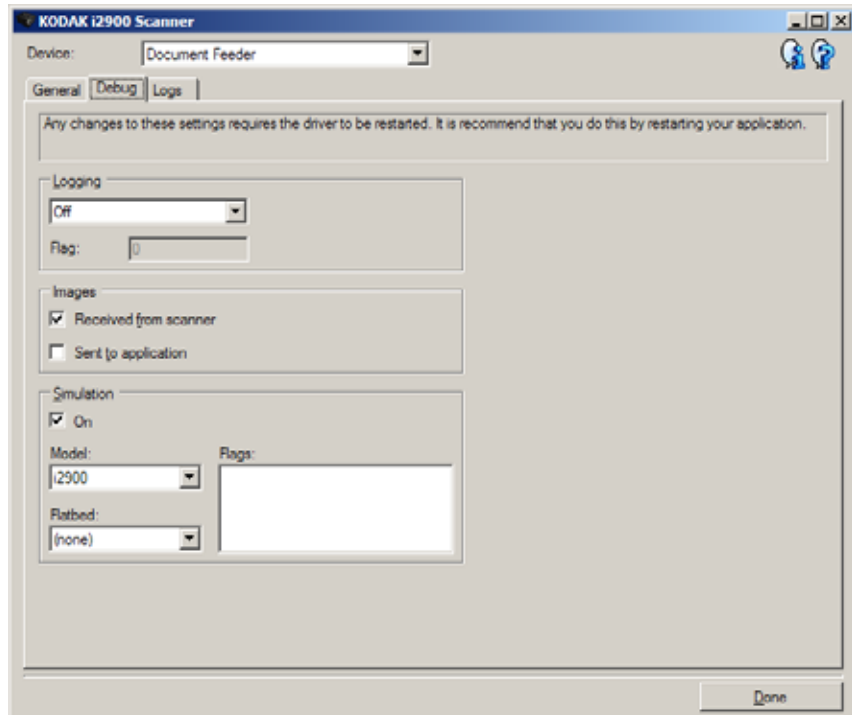 KODAK i2900 Scanner
Device: Document Feeder
General Debug Logs
Any changes to these settings requires the driver to be restarted. It is recommend that you do this by restarting your application.
Logging
Off
Flag: 0
Images
Received from scanner
Sent to application
Simulation
On
Model: Flags:
i2900
Flatbed:
(none)
Done